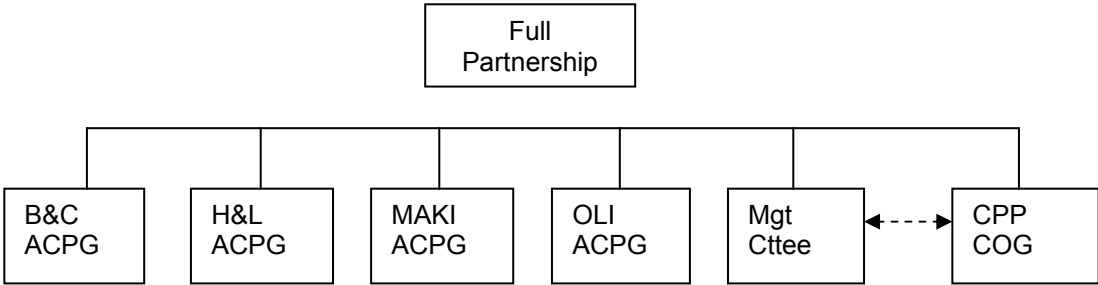 Full
Partnership
B&C
ACPG
H&L
ACPG
MAKI
ACPG
OLI
ACPG
Mgt
Cttee
CPP
COG